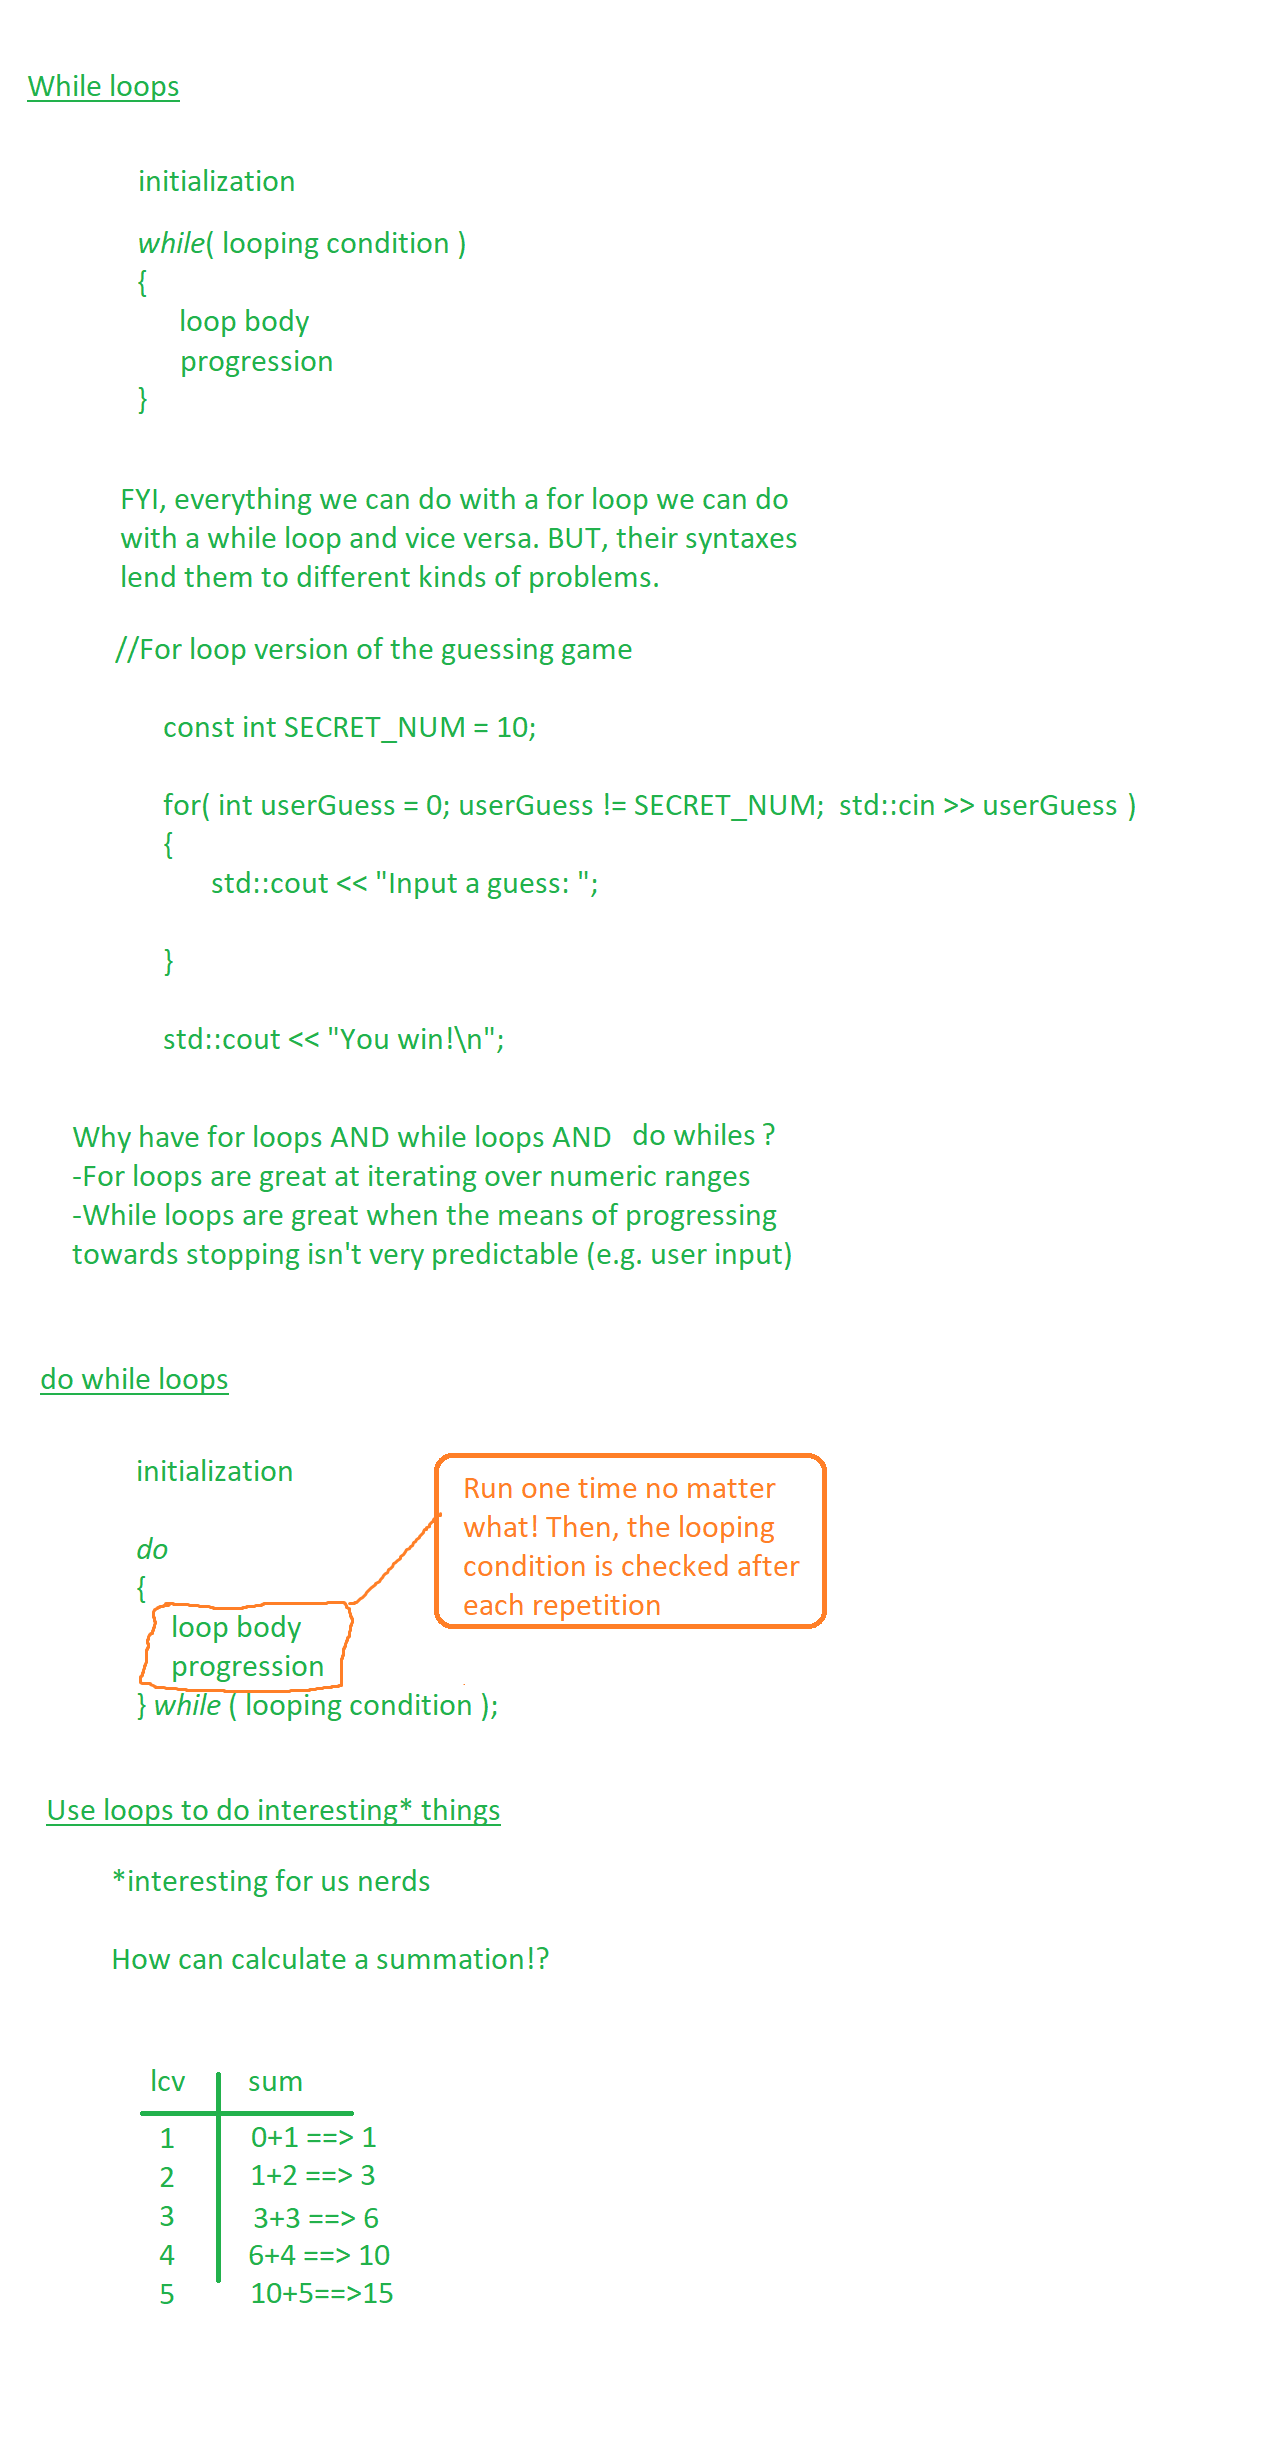 While loops
initialization
while( looping condition )
{
loop body
progression
}
FYI, everything we can do with a for loop we can do
with a while loop and vice versa. BUT, their syntaxes
lend them to different kinds of problems.
//For loop version of the guessing game
const int SECRET_NUM = 10;
for( int userGuess = 0; userGuess != SECRET_NUM;  std::cin >> userGuess )
{
std::cout << "Input a guess: ";
}
std::cout << "You win!\n";
Why have for loops AND while loops AND do whiles ?
-For loops are great at iterating over numeric ranges
-While loops are great when the means of progressing
towards stopping isn't very predictable (e.g. user input)
do while loops
initialization
do
{
loop body
progression
} while ( looping condition );
Run one time no matter
what! Then, the looping
condition is checked after
each repetition
Use loops to do interesting* things
*interesting for us nerds
How can calculate a summation!?
lcv sum
1 0+1 ==> 1
2 1+2 ==> 3
3 3+3 ==> 6
4 6+4 ==> 10
5 10+5==>15